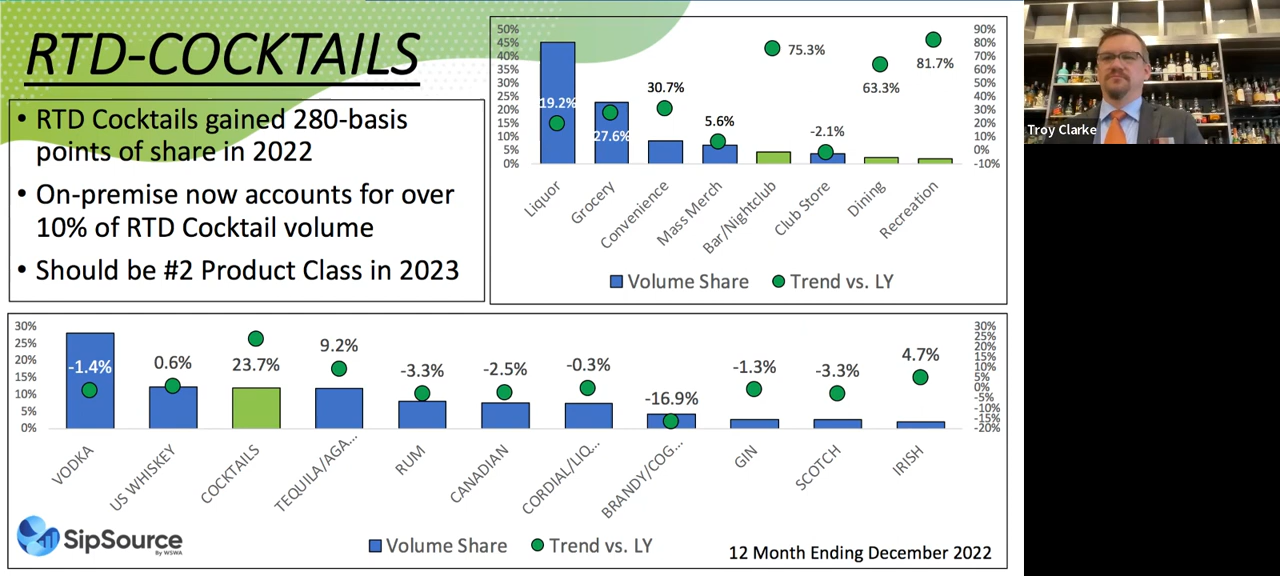 RTD-COCKTAILS
• RTD Cocktails gained 280-basis
points of share in 2022
• On-premise now accounts for over
10% of RTD Cocktail volume
• Should be #2 Product Class in 2023
50%
45%
40%
35%
30%
25%
20%
15%
10%
5%
0%
90%
80%
70%
60%
50%
40%
30%
20%
10%
0%
-10%
19.2%
27.6%
30.7%
5.6%
75.3%
-2.1%
63.3%
81.7%
Liquor
Grocery
Convenience
Mass Merch
Bar/Nightclub
Club Store
Dining
Recreation
Volume Share
Trend vs. LY
Troy Clarke
30%
25%
20%
15%
10%
5%
0%
30%
25%
20%
15%
10%
5%
0%
-5%
-10%
-15%
-20%
-1.4%
0.6%
23.7%
9.2%
-3.3%
-2.5%
-0.3%
-16.9%
-1.3%
-3.3%
4.7%
VODKA
US WHISKEY
COCKTAILS
TEQUILA/AGA...
RUM
CANADIAN
CORDIAL/LIQ...
BRANDY/COG...
GIN
SCOTCH
IRISH
SipSource
By WSWA
Volume Share
Trend vs. LY
12 Month Ending December 2022